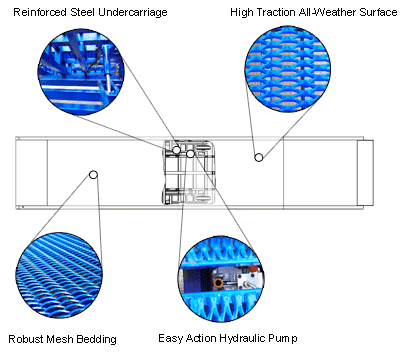 Reinforced Steel Undercarriage
High Traction All-Weather Surface
Robust Mesh Bedding
Easy Action Hydraulic Pump